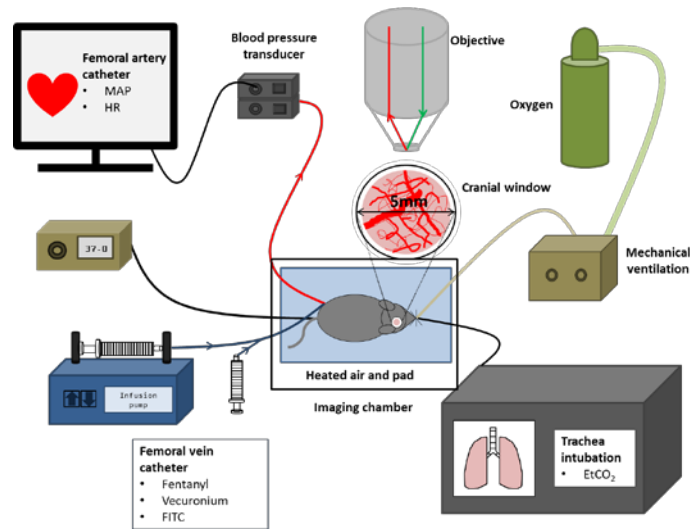 Femoral artery
catheter
• MAP
• HR
Blood pressure
transducer
Objective
Oxygen
Cranial window
5mm
37-0
Mechanical
ventilation
Heated air and pad
Imaging chamber
Infusion
pump
Femoral vein
catheter
• Fentanyl
• Vecuronium
• FITC
Trachea
intubation
• EtCO₂